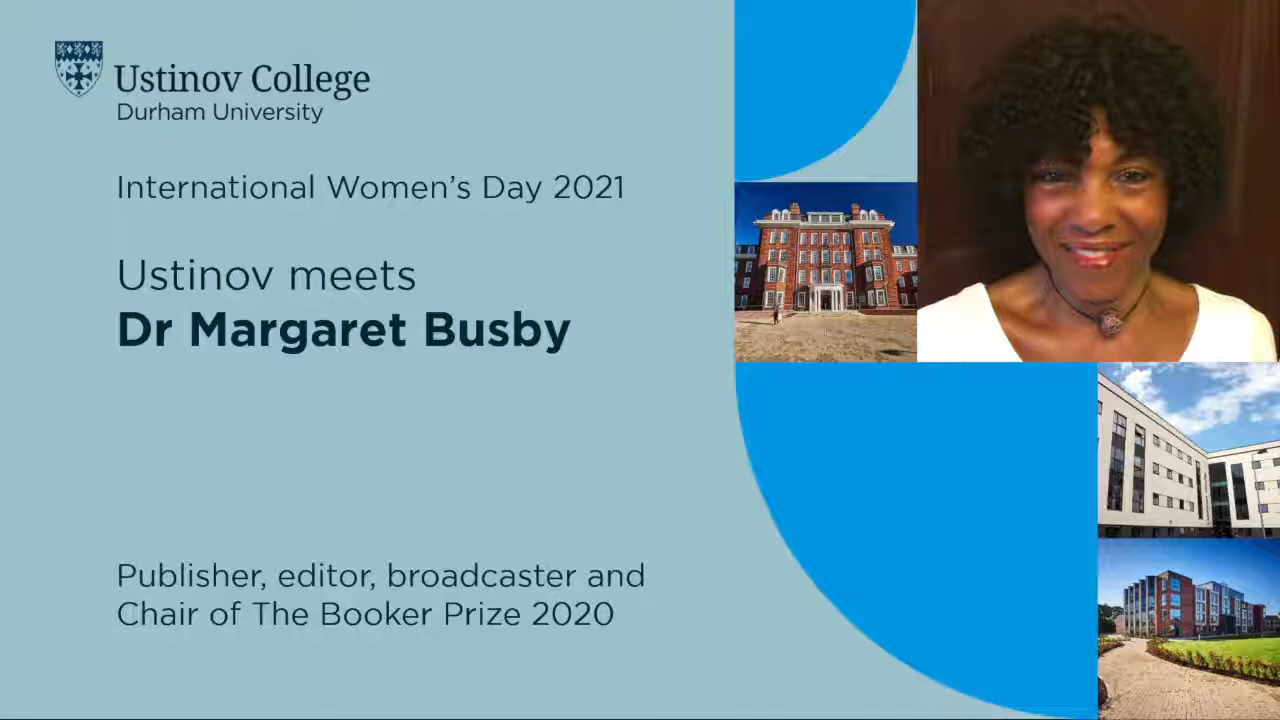 Ustinov College
Durham University
International Women’s Day 2021
Ustinov meets
Dr Margaret Busby
Publisher, editor, broadcaster and
Chair of The Booker Prize 2020